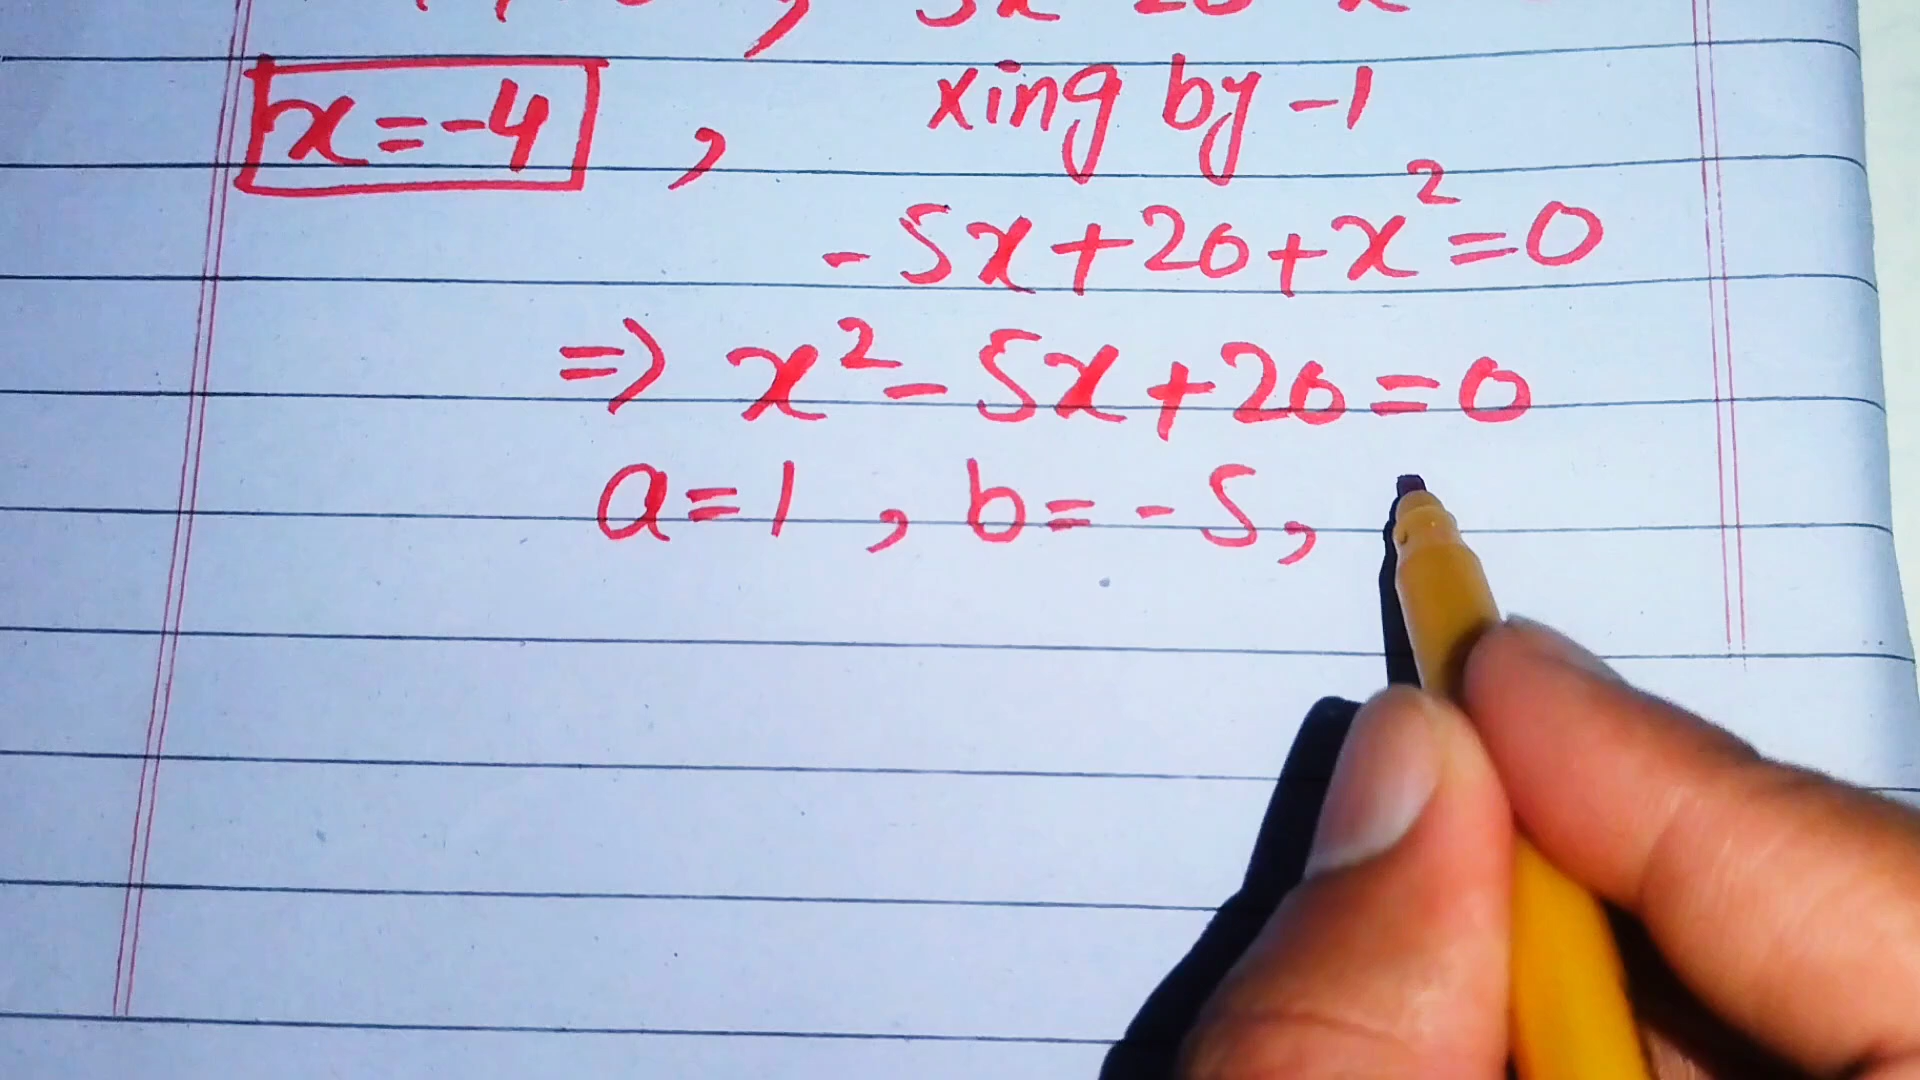 x=-4 , xing by -1
-5x+20+x²=0
=> x²-5x+20=0
a=1 , b=-5,